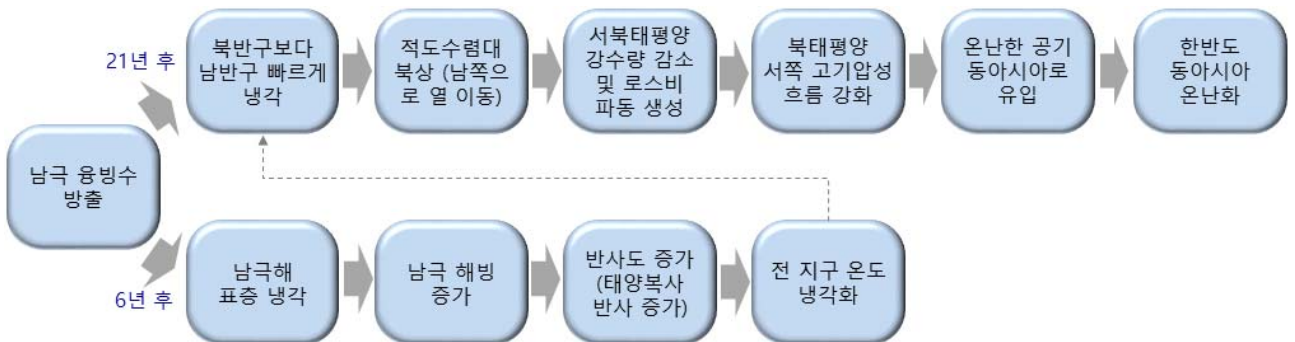 21년 후
북반구보다
남반구 빠르게
냉각
적도수렴대
북상 (남쪽으
로 열 이동)
서북태평양
강수량 감소
및 로스비
파동 생성
북태평양
서쪽 고기압성
흐름 강화
온난한 공기
동아시아로
유입
한반도
동아시아
온난화
남극 융빙수
방출
6년 후
남극해
표층 냉각
남극 해빙
증가
반사도 증가
(태양복사
반사 증가)
전 지구 온도
냉각화